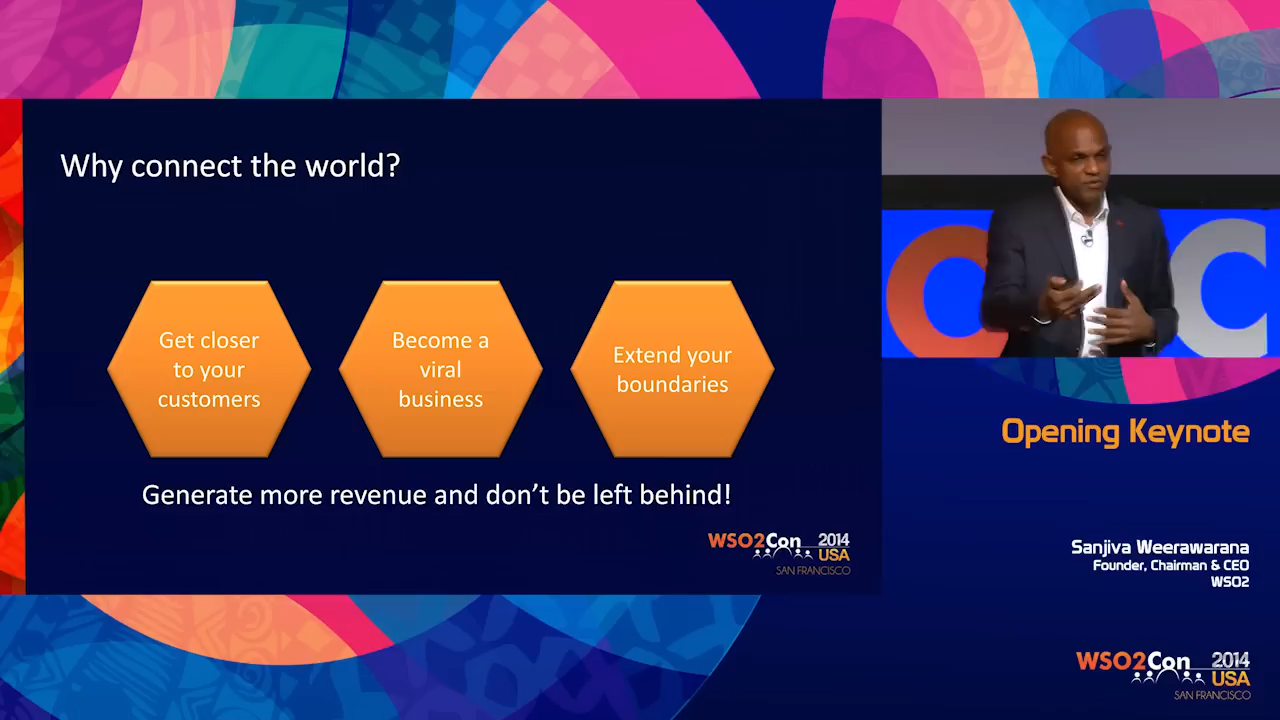 Why connect the world?
Get closer
to your
customers
Become a
viral
business
Extend your
boundaries
Generate more revenue and don't be left behind!
WSO2Con 2014
USA
SAN FRANCISCO
Opening Keynote
Sanjiva Weerawarana
Founder, Chairman & CEO
WSO2
WSO2Con 2014
USA
SAN FRANCISCO